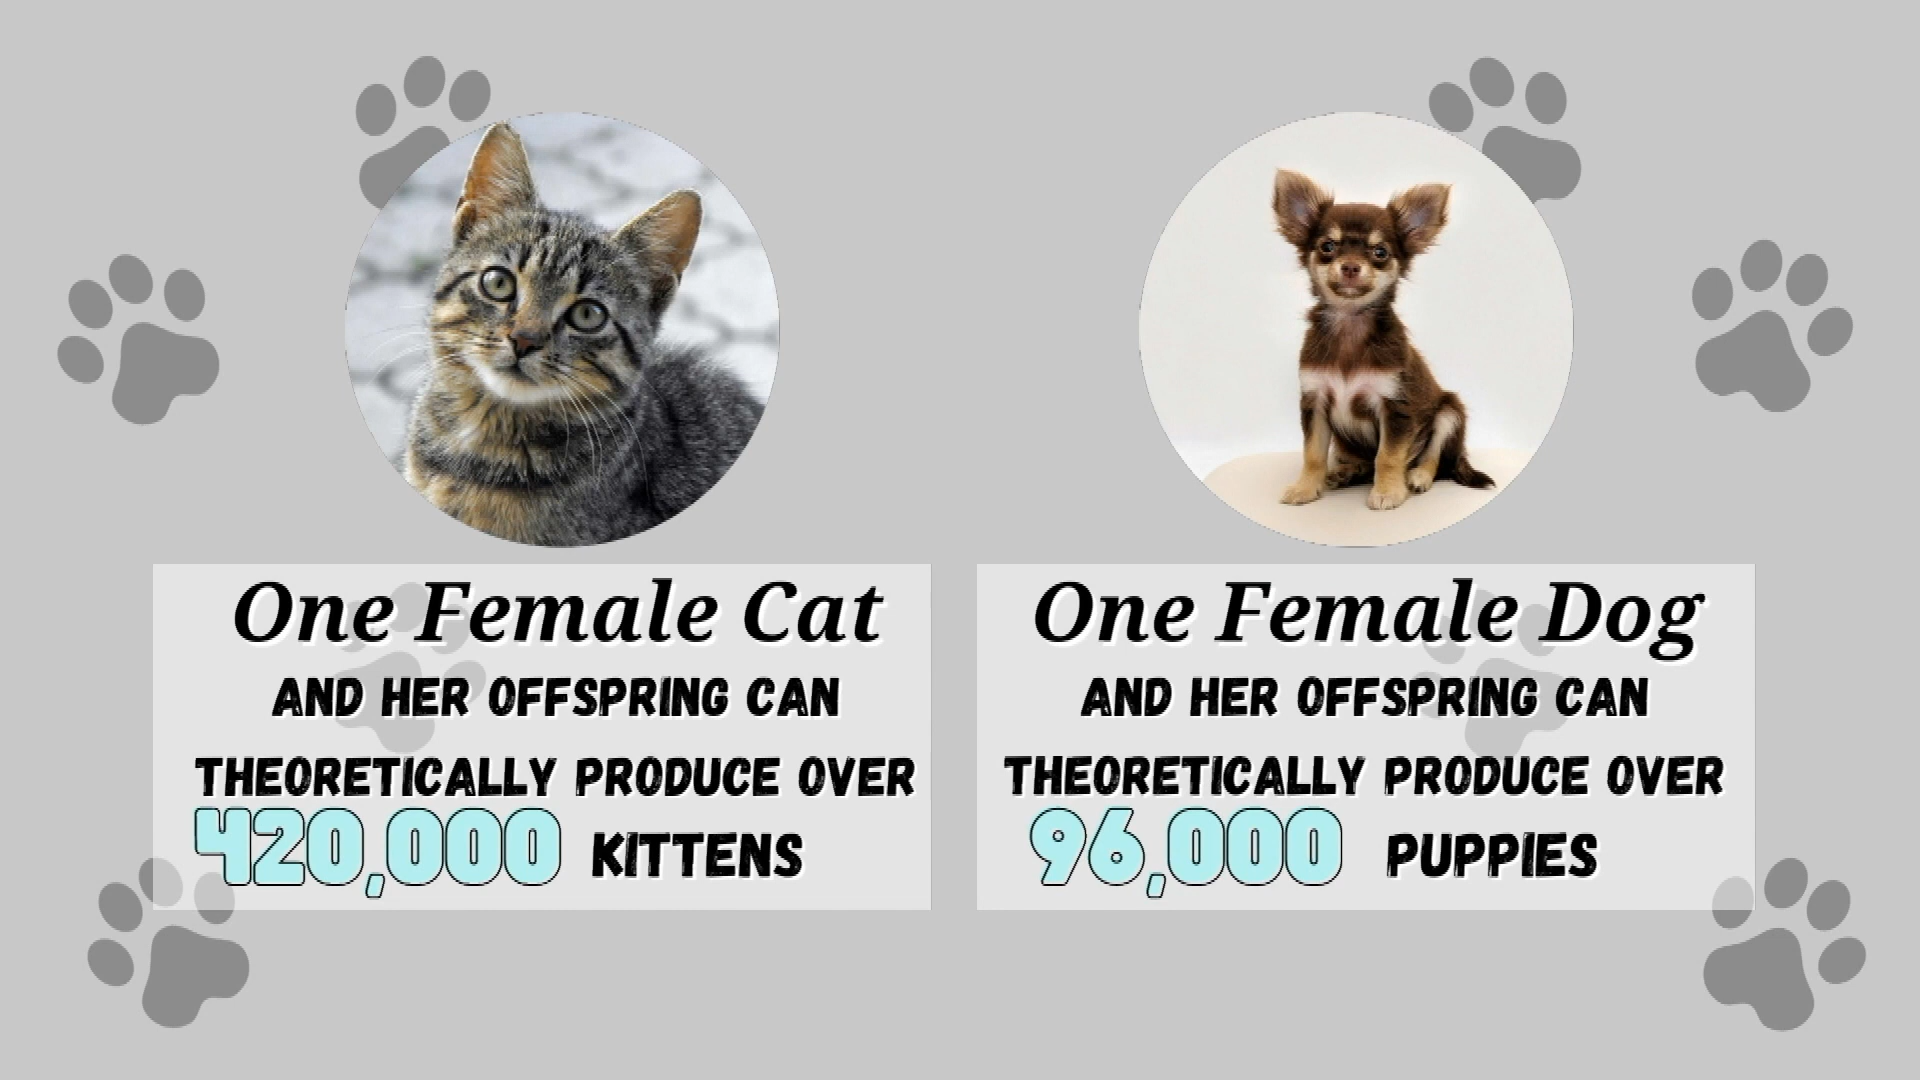 One Female Cat
AND HER OFFSPRING CAN
THEORETICALLY PRODUCE OVER
420,000 KITTENS
One Female Dog
AND HER OFFSPRING CAN
THEORETICALLY PRODUCE OVER
96,000 PUPPIES